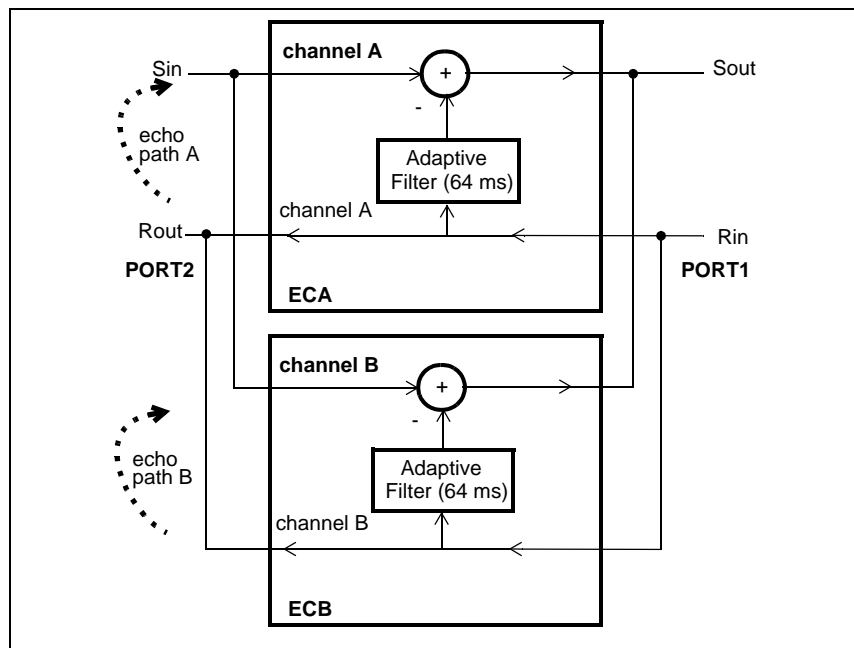 channel A
Sin
+
Sout
-
echo
path A
Adaptive
Filter (64 ms)
channel A
Rout
Rin
PORT2
PORT1
ECA
channel B
+
-
echo
path B
Adaptive
Filter (64 ms)
channel B
ECB